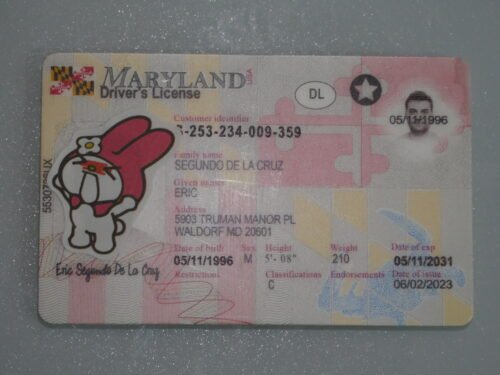 MARYLAND USA
Driver's License
DL
Customer identifier
-253-234-009-359
05/11/1996
Family name
SEGUNDO DE LA CRUZ
Given names
ERIC
Address
5903 TRUMAN MANOR PL
WALDORF MD 20601
Date of birth Sex Height Weight Date of exp
05/11/1996 M 5'- 08" 210 05/11/2031
Restrictions Classifications Endorsements Date of issue
C 06/02/2023
Eric Segundo De La Cruz